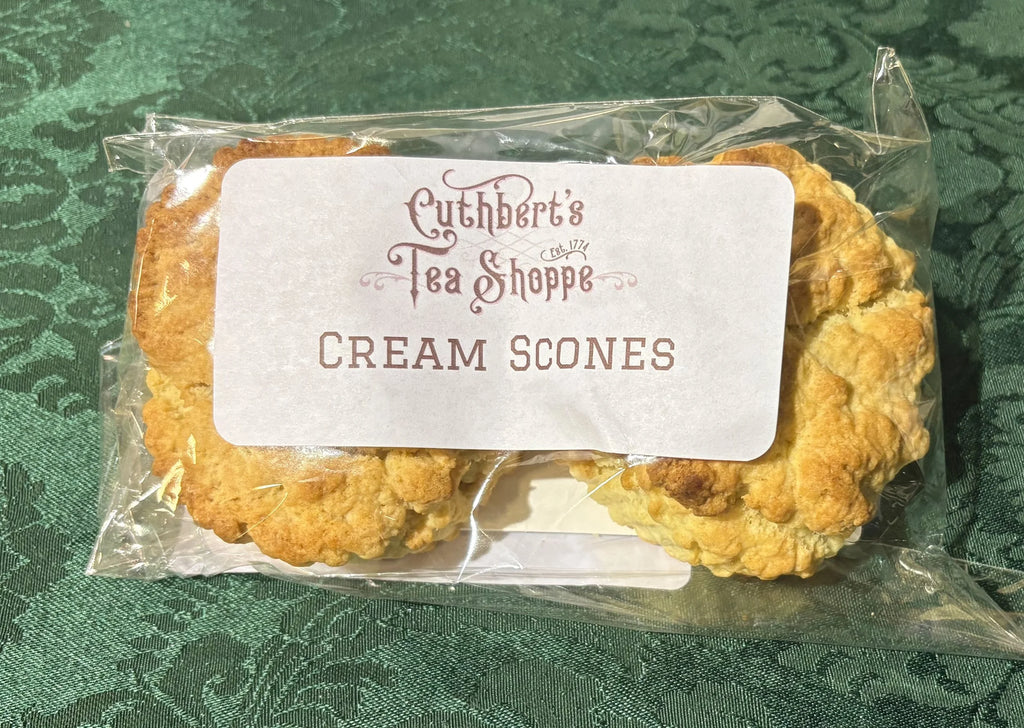 Cuthbert's
Est. 1774
Tea Shoppe
CREAM SCONES